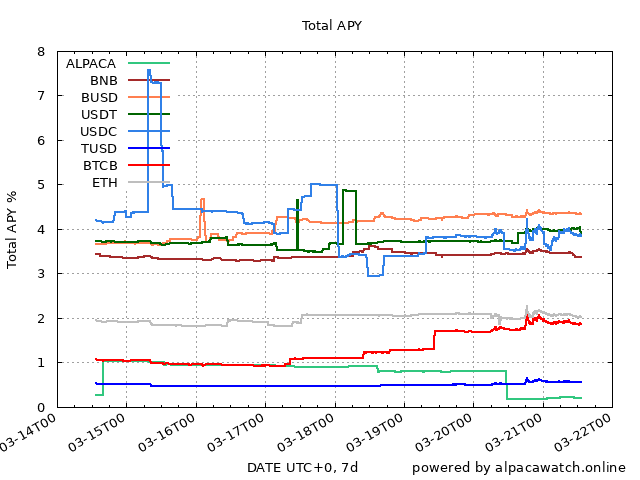 Total APY
8
7
6
5
4
3
2
1
0
Total APY %
ALPACA
BNB
BUSD
USDT
USDC
TUSD
BTCB
ETH
03-14T00
03-15T00
03-16T00
03-17T00
03-18T00
03-19T00
03-20T00
03-21T00
03-22T00
DATE UTC+0, 7d
powered by alpacawatch.online